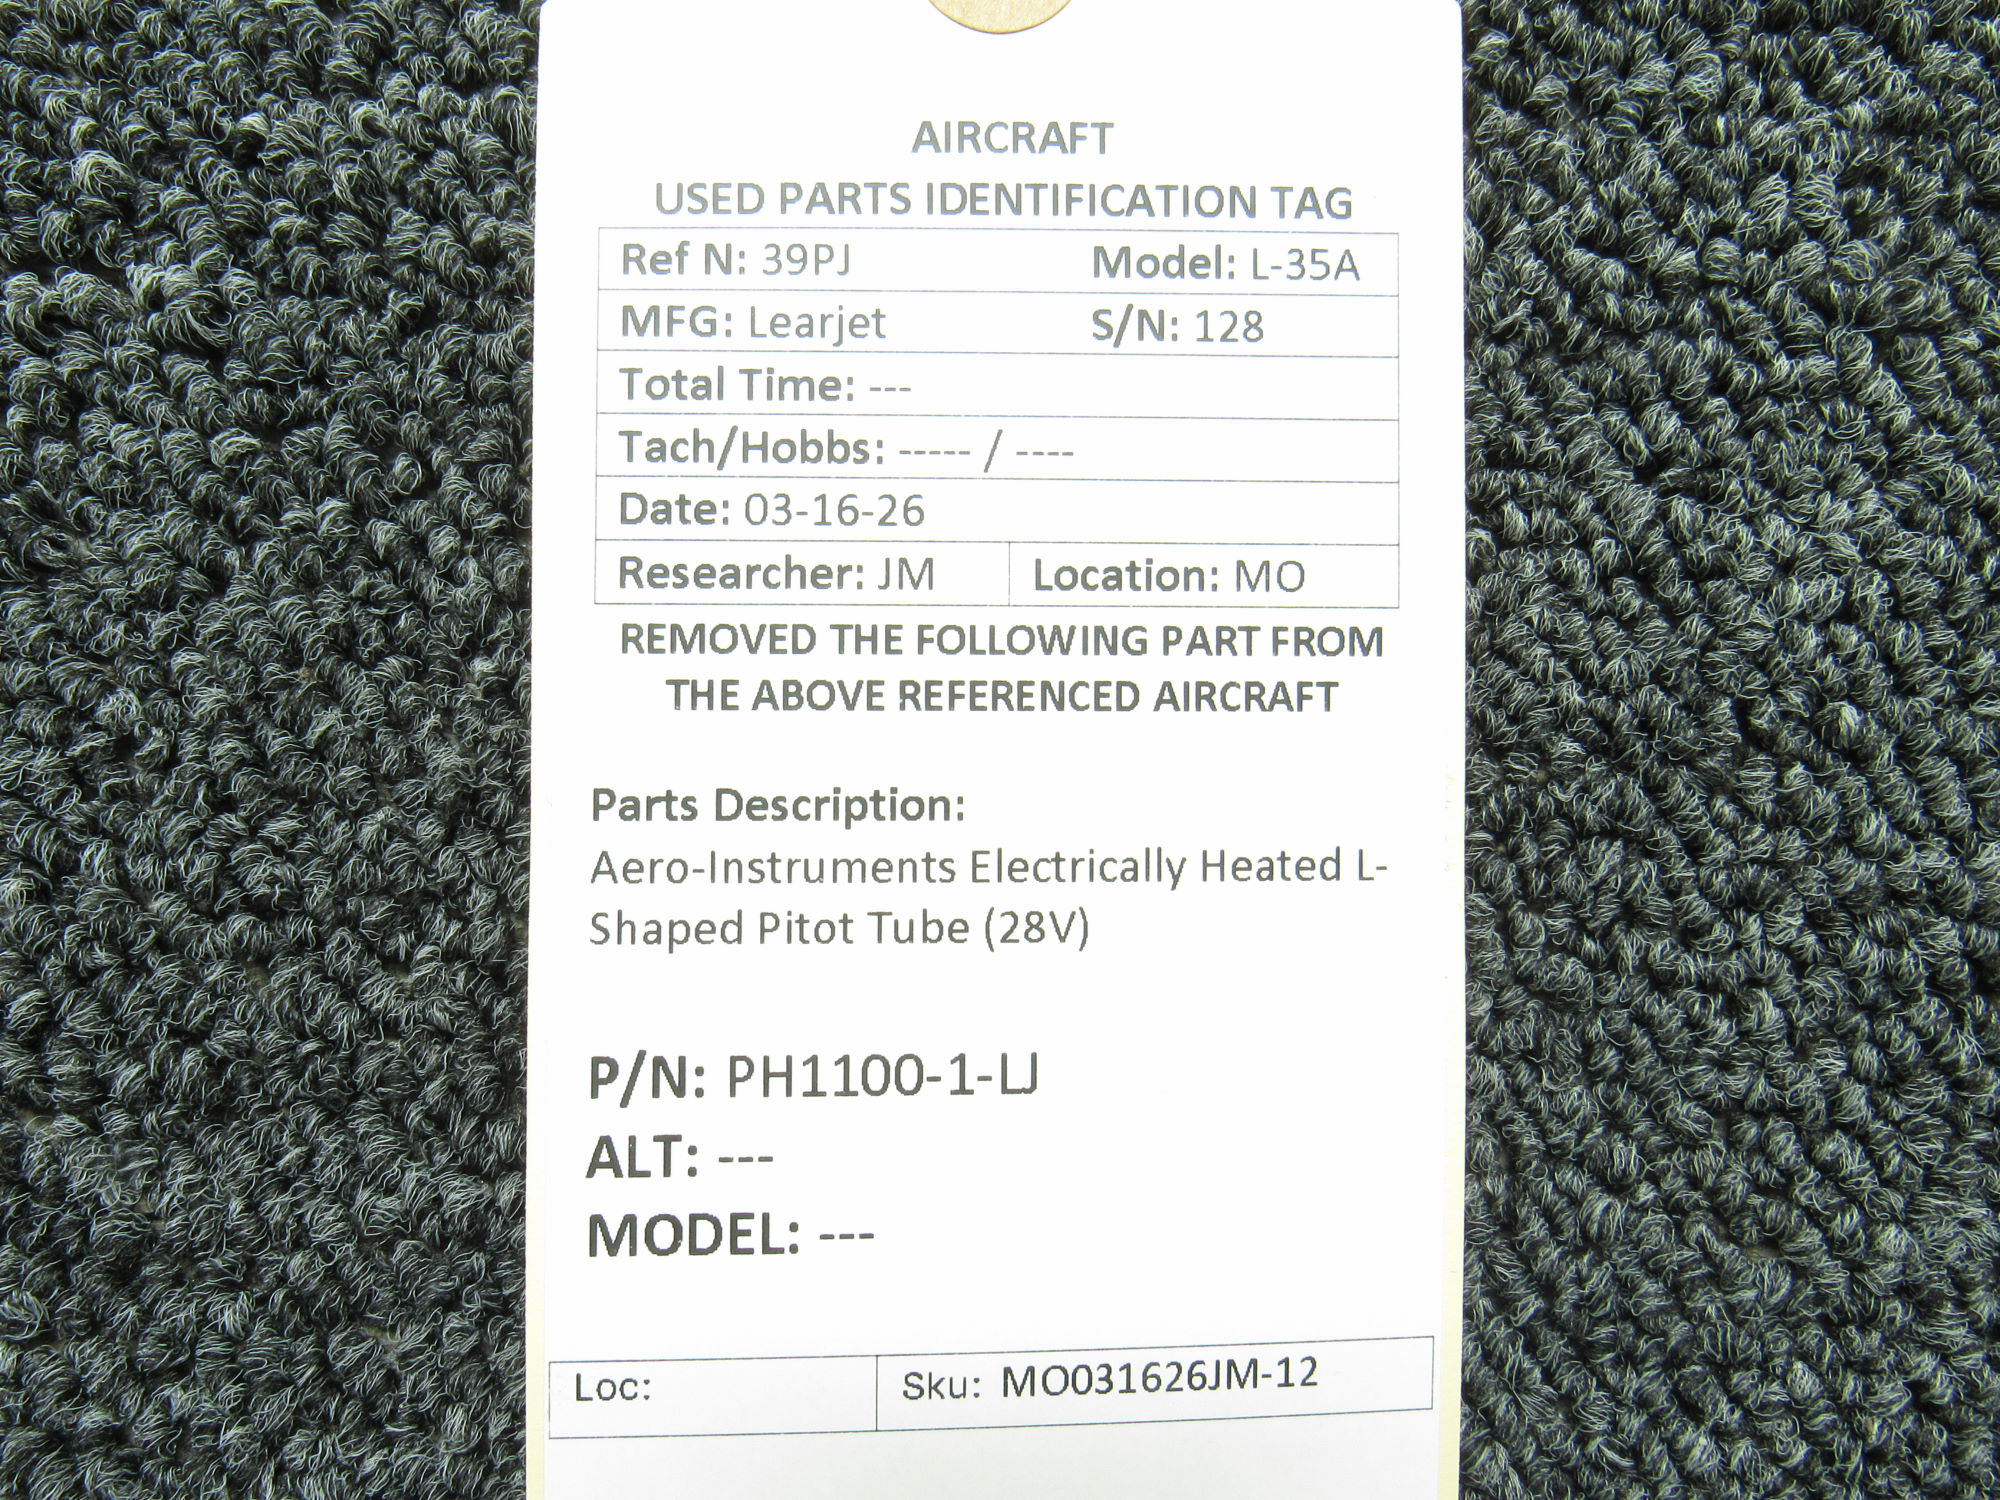 AIRCRAFT
USED PARTS IDENTIFICATION TAG
Ref N: 39PJ Model: L-35A
MFG: Learjet S/N: 128
Total Time: ---
Tach/Hobbs: ----- / ----
Date: 03-16-26
Researcher: JM Location: MO
REMOVED THE FOLLOWING PART FROM
THE ABOVE REFERENCED AIRCRAFT
Parts Description:
Aero-Instruments Electrically Heated L-
Shaped Pitot Tube (28V)
P/N: PH1100-1-LJ
ALT: ---
MODEL: ---
Loc: Sku: MO031626JM-12